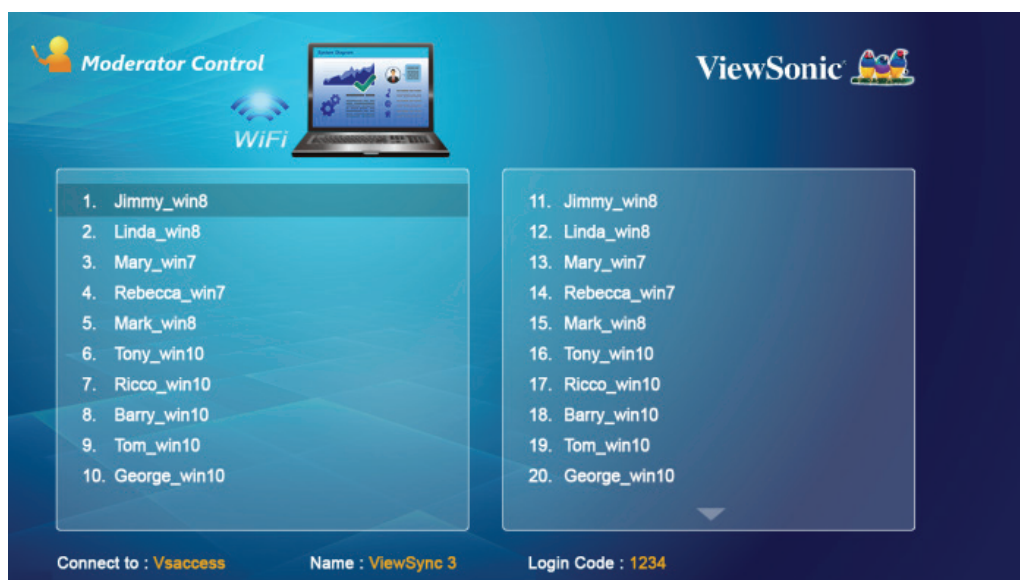 Moderator Control
ViewSonic
System Diagram
WiFi
1. Jimmy_win8
2. Linda_win8
3. Mary_win7
4. Rebecca_win7
5. Mark_win8
6. Tony_win10
7. Ricco_win10
8. Barry_win10
9. Tom_win10
10. George_win10
11. Jimmy_win8
12. Linda_win8
13. Mary_win7
14. Rebecca_win7
15. Mark_win8
16. Tony_win10
17. Ricco_win10
18. Barry_win10
19. Tom_win10
20. George_win10
Connect to : Vsaccess Name : ViewSync 3 Login Code : 1234